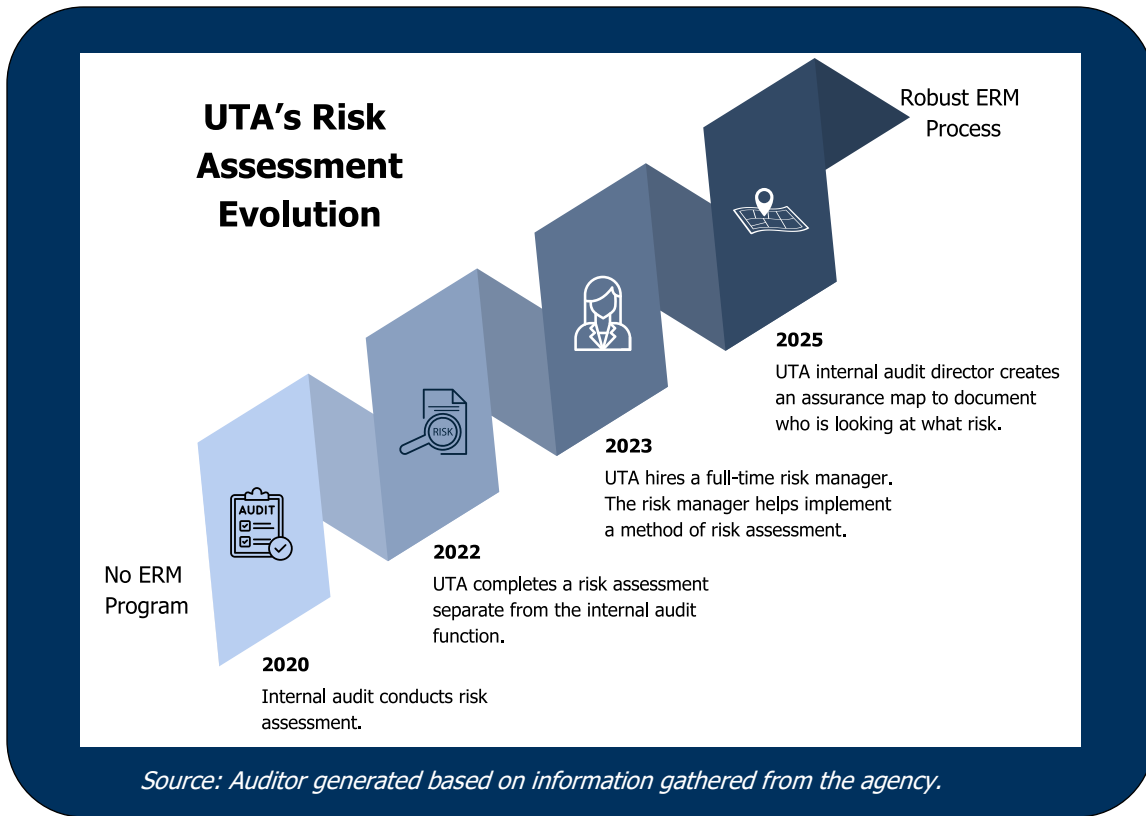 UTA's Risk
Assessment
Evolution
Robust ERM
Process
RISK
AUDIT
No ERM
Program
2025
UTA internal audit director creates
an assurance map to document
who is looking at what risk.
2023
UTA hires a full-time risk manager.
The risk manager helps implement
a method of risk assessment.
2022
UTA completes a risk assessment
separate from the internal audit
function.
2020
Internal audit conducts risk
assessment.
Source: Auditor generated based on information gathered from the agency.